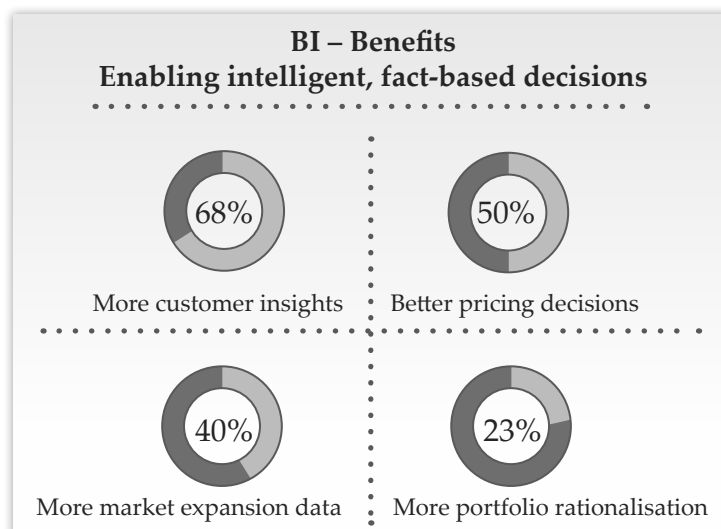 BI – Benefits
Enabling intelligent, fact-based decisions
68%
More customer insights
50%
Better pricing decisions
40%
More market expansion data
23%
More portfolio rationalisation